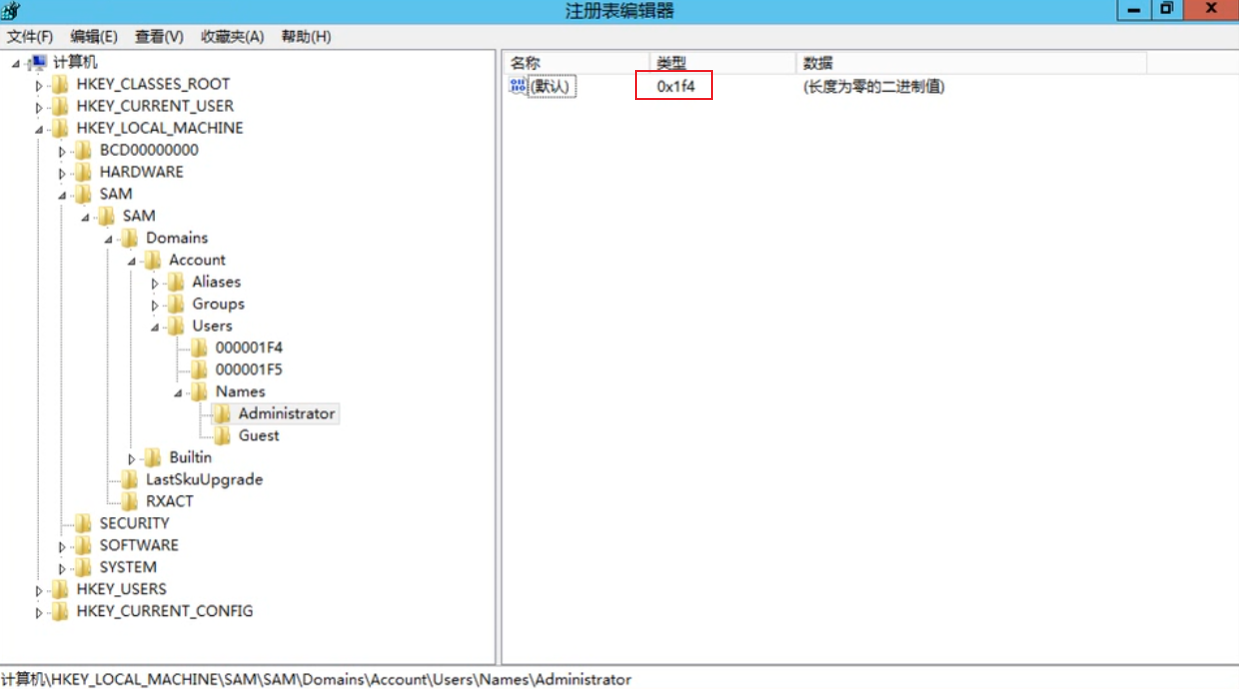 注册表编辑器
文件(F) 编辑(E) 查看(V) 收藏夹(A) 帮助(H)
计算机
HKEY_CLASSES_ROOT
HKEY_CURRENT_USER
HKEY_LOCAL_MACHINE
BCD00000000
HARDWARE
SAM
SAM
Domains
Account
Aliases
Groups
Users
000001F4
000001F5
Names
Administrator
Guest
Builtin
LastSkuUpgrade
RXACT
SECURITY
SOFTWARE
SYSTEM
HKEY_USERS
HKEY_CURRENT_CONFIG
名称 类型 数据
(默认) 0x1f4 (长度为零的二进制值)
计算机\HKEY_LOCAL_MACHINE\SAM\SAM\Domains\Account\Users\Names\Administrator